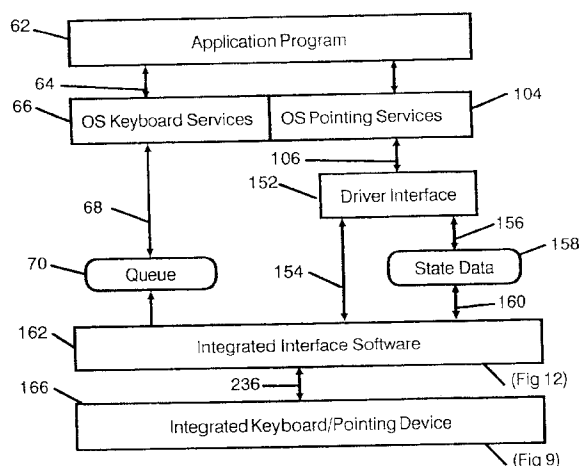 62
Application Program
64
66
OS Keyboard Services
OS Pointing Services
104
106
152
Driver Interface
68
156
158
70
Queue
154
State Data
160
162
Integrated Interface Software
236
(Fig 12)
166
Integrated Keyboard/Pointing Device
(Fig 9)